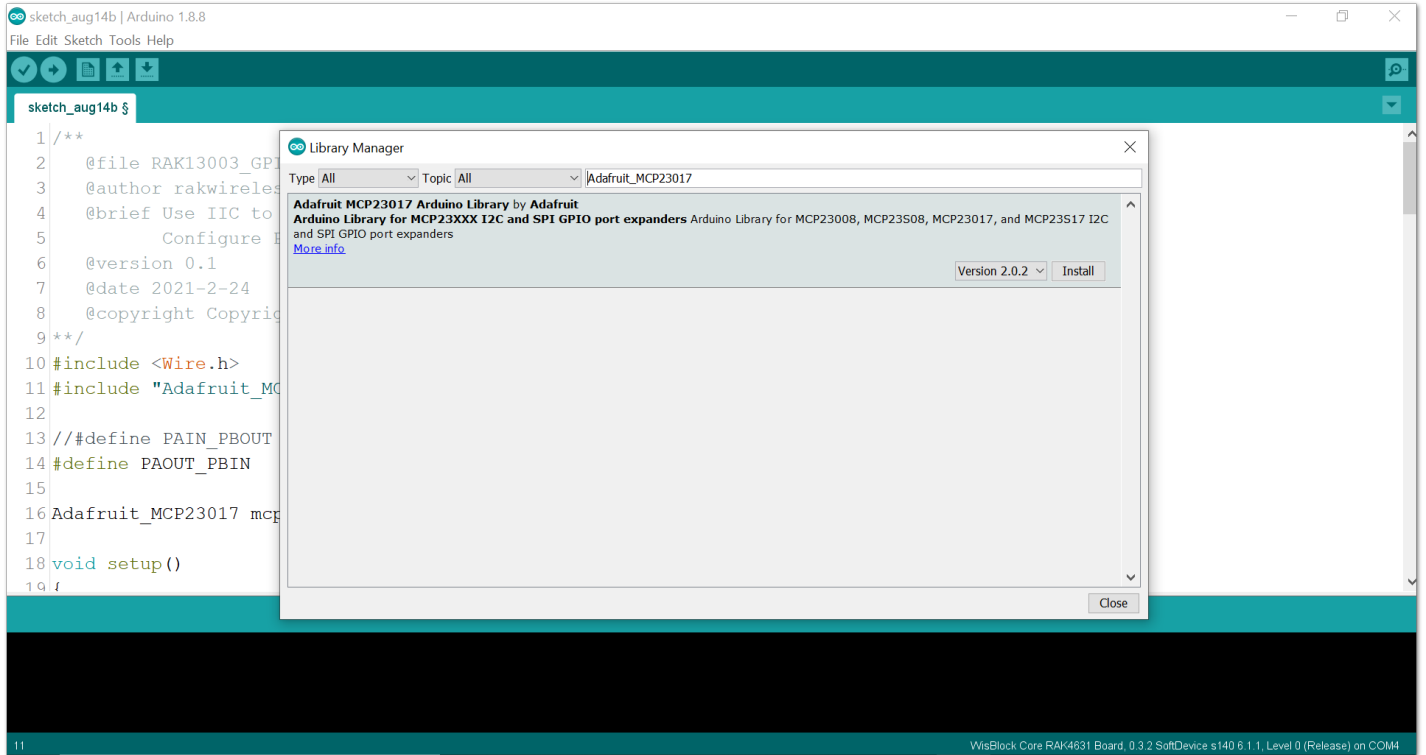 sketch_aug14b | Arduino 1.8.8
File Edit Sketch Tools Help
sketch_aug14b §
1 /**
2 @file RAK13003_GPI
3 @author rakwireles
4 @brief Use IIC to
5 Configure
6 @version 0.1
7 @date 2021-2-24
8 @copyright Copyrig
9 **/
10 #include <Wire.h>
11 #include "Adafruit_MC
12
13 //#define PAIN_PBOUT
14 #define PAOUT_PBIN
15
16 Adafruit_MCP23017 mcp
17
18 void setup()
19 {
Library Manager
Type All Topic All Adafruit_MCP23017
Adafruit MCP23017 Arduino Library by Adafruit
Arduino Library for MCP23XXX I2C and SPI GPIO port expanders Arduino Library for MCP23008, MCP23S08, MCP23017, and MCP23S17 I2C
and SPI GPIO port expanders
More info
Version 2.0.2 Install
Close
11 WisBlock Core RAK4631 Board, 0.3.2 SoftDevice s140 6.1.1, Level 0 (Release) on COM4